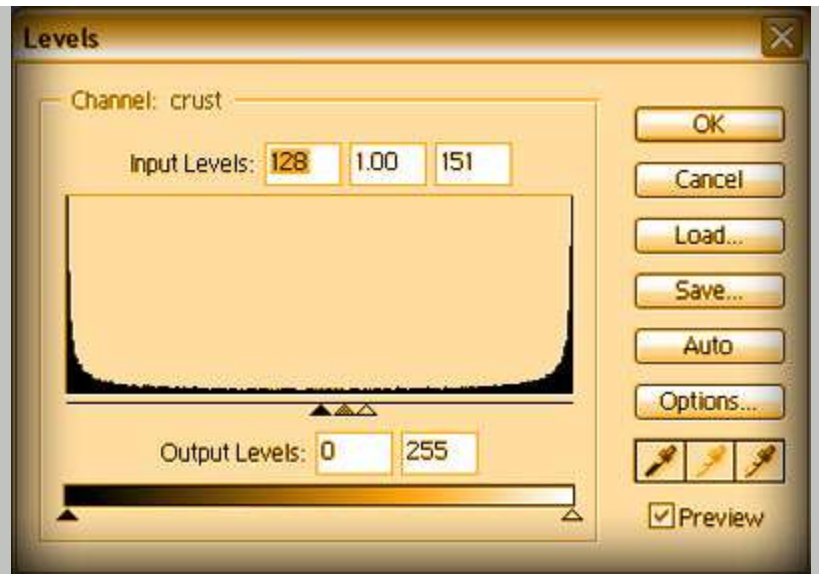 Levels
Channel: crust
Input Levels: 128 1.00 151
Output Levels: 0 255
OK
Cancel
Load...
Save...
Auto
Options...
Preview